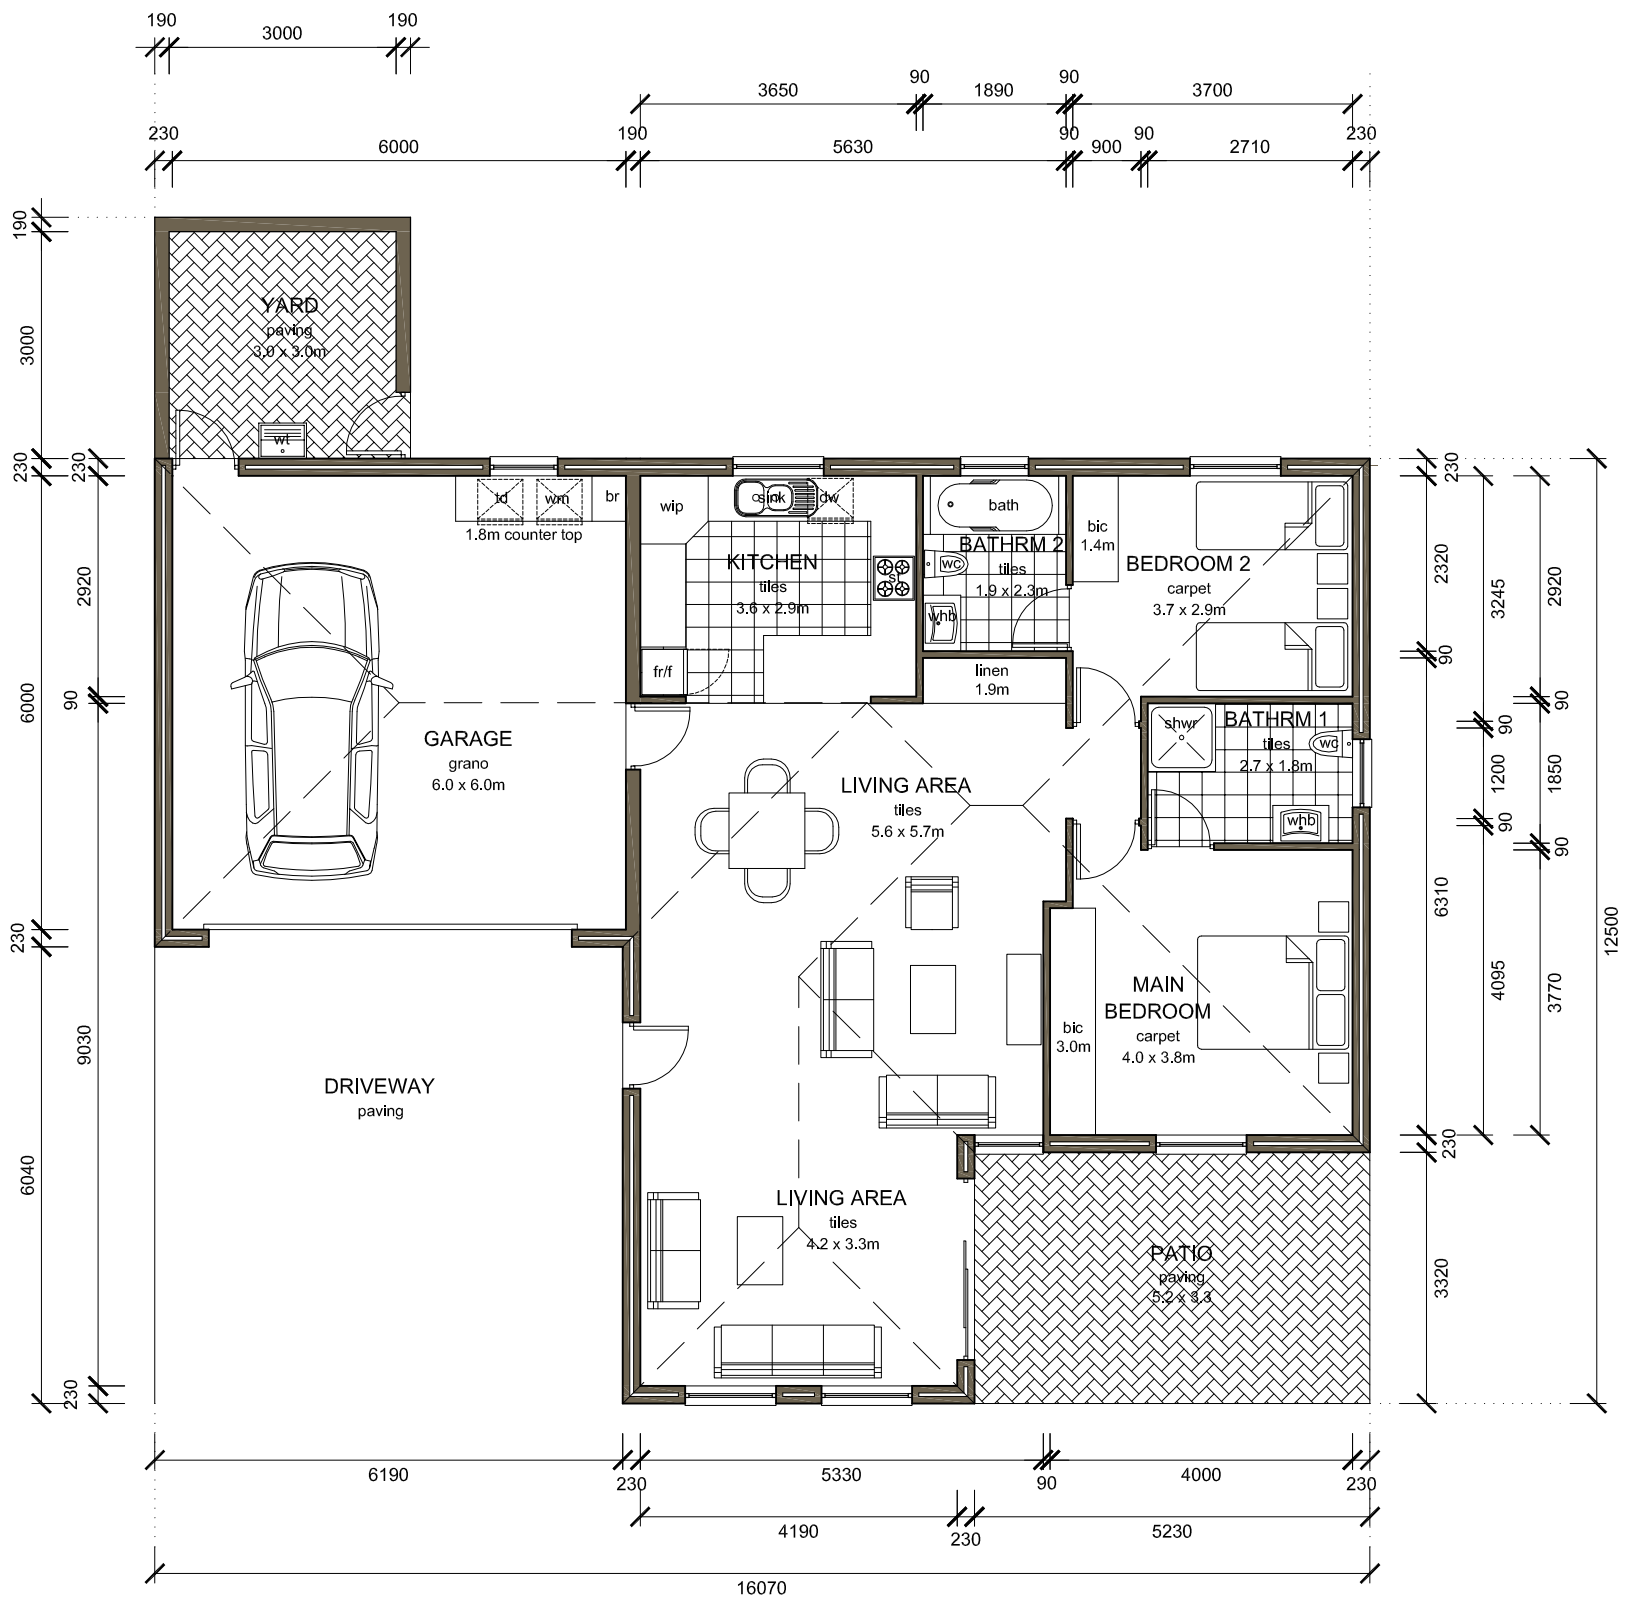 190
3000
190
3650
90
1890
90
3700
230
6000
190
5630
90
900
90
2710
230
190
3000
230
6000
230
6040
230
2920
90
9030
230
YARD
paving
3.0 x 3.0m
wt
td
wm
br
1.8m counter top
wip
sink
dw
KITCHEN
tiles
3.6 x 2.9m
st
fr/f
bath
BATHRM 2
wc
tiles
1.9 x 2.3m
whb
linen
1.9m
bic
1.4m
BEDROOM 2
carpet
3.7 x 2.9m
shwr
BATHRM 1
tiles
wc
2.7 x 1.8m
whb
GARAGE
grano
6.0 x 6.0m
LIVING AREA
tiles
5.6 x 5.7m
MAIN
BEDROOM
carpet
4.0 x 3.8m
bic
3.0m
DRIVEWAY
paving
LIVING AREA
tiles
4.2 x 3.3m
PATIO
paving
5.2 x 3.3
230
2320
90
6310
230
3320
3245
90
1200
90
4095
2920
90
1850
90
3770
12500
6190
230
5330
90
4000
230
4190
230
5230
16070